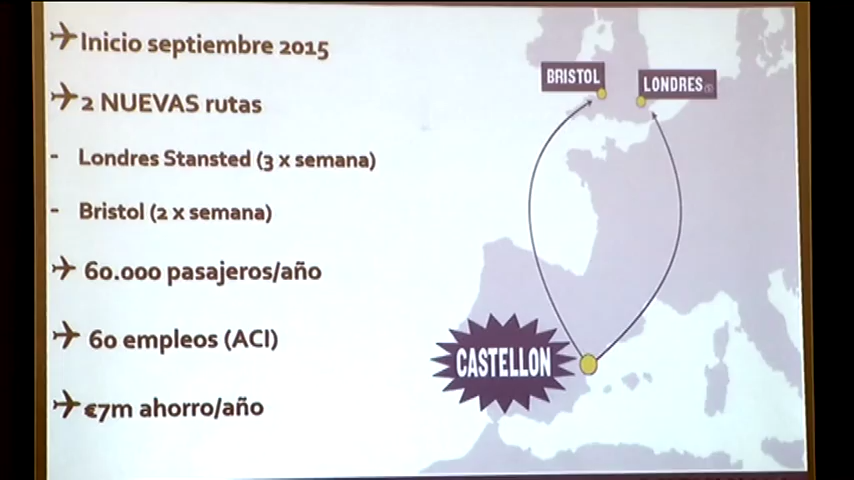 Inicio septiembre 2015
2 NUEVAS rutas
- Londres Stansted (3 x semana)
- Bristol (2 x semana)
60.000 pasajeros/año
60 empleos (ACI)
€7m ahorro/año
BRISTOL
LONDRES
CASTELLON